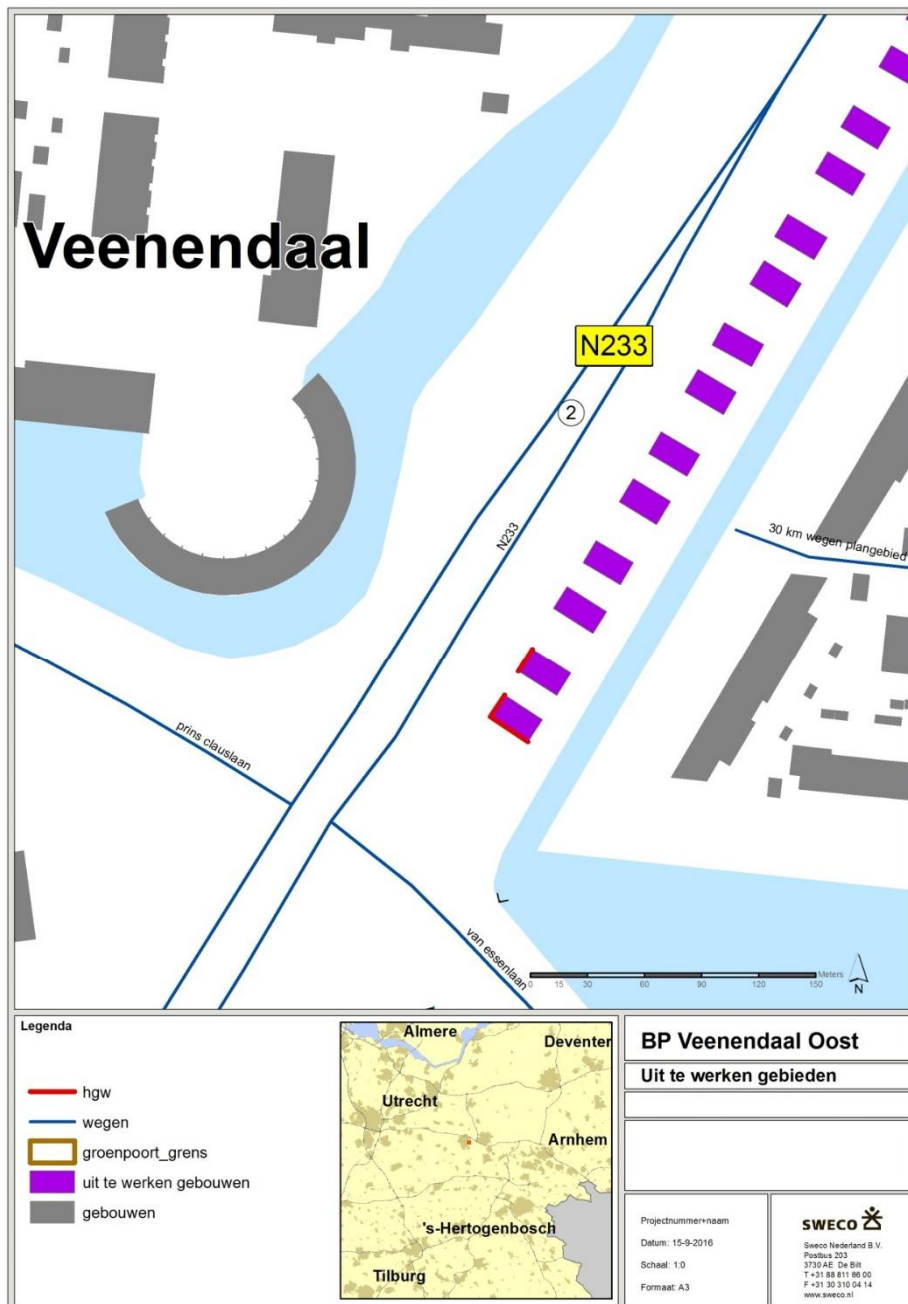 Veenendaal
N233
2
N233
30 km wegen plangebied
prins clauslaan
van essenlaan
Meters
0 15 30 60 90 120 150
N
Legenda
hgw
wegen
groenpoort_grens
uit te werken gebouwen
gebouwen
Almere
Deventer
Utrecht
Arnhem
's-Hertogenbosch
Tilburg
BP Veenendaal Oost
Uit te werken gebieden
Projectnummer+naam
Datum: 15-9-2016
Schaal: 1:0
Formaat: A3
SWECO
Sweco Nederland B.V.
Postbus 203
3730 AE De Bilt
T +31 88 811 66 00
F +31 30 310 04 14
www.sweco.nl